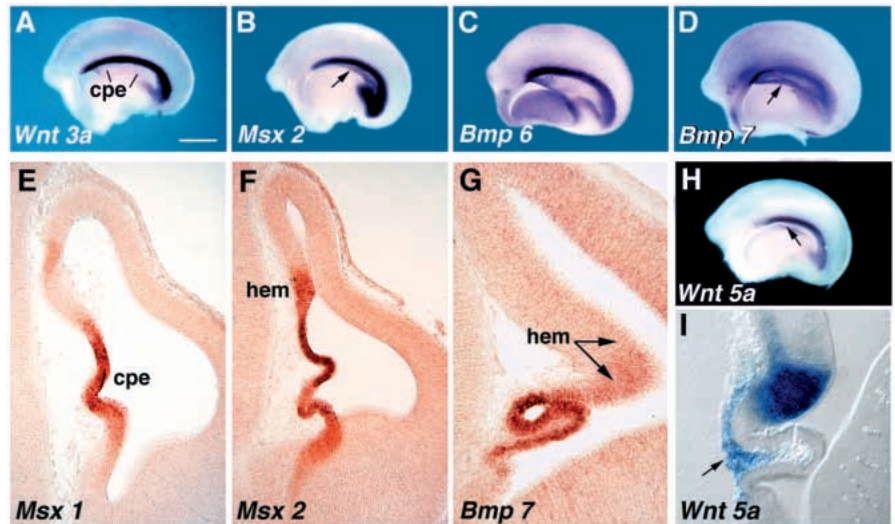 A
cpe
Wnt 3a
B
Msx 2
C
Bmp 6
D
Bmp 7
E
cpe
Msx 1
F
hem
Msx 2
G
hem
Bmp 7
H
Wnt 5a
I
Wnt 5a